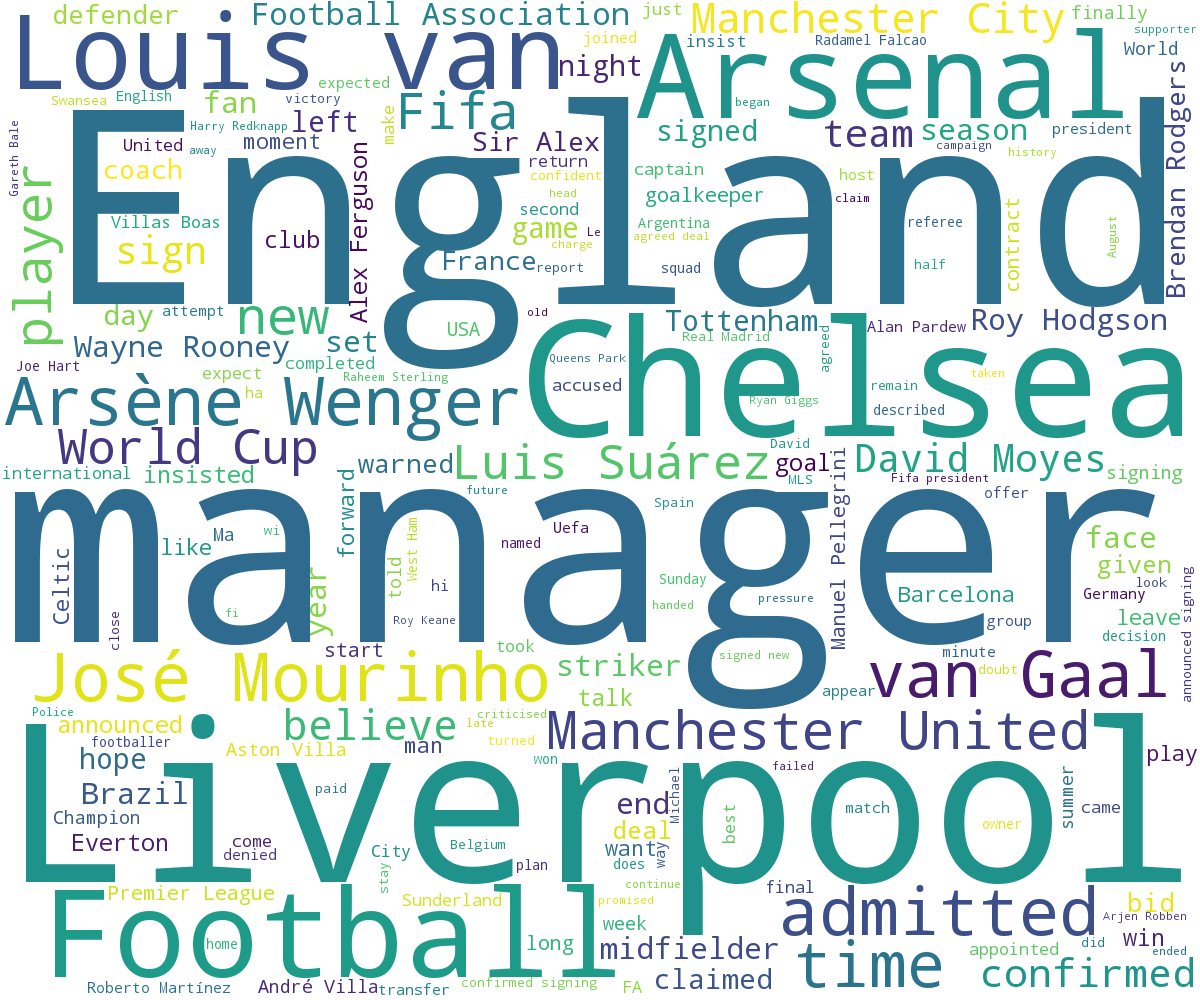 defender
Football Association
just
Manchester City
finally
Louis van
joined
insist
Radamel Falcao
supporter
World
night
Arsenal
expected
Swansea
English
fan
victory
Fifa
began
Harry Redknapp
left
make
signed
team
season
president
Gareth Bale
United
away
moment
Sir Alex
campaign
history
Brendan Rodgers
England
coach
return
confident
captain
host
player
Alex Ferguson
head
goalkeeper
claim
Villas Boas
second
Le
Argentina
contract
referee
August
sign
club
game
charge
agreed deal
France
report
squad
half
day
attempt
new
old
USA
Tottenham
Alan Pardew
Roy Hodgson
Wayne Rooney
set
Real Madrid
agreed
Joe Hart
completed
Queens Park
expect
Raheem Sterling
accused
remain
taken
ha
Ryan Giggs
described
Arsène Wenger
Chelsea
World Cup
David
international
insisted
warned
Luis Suárez
goal
David Moyes
signing
MLS
Fifa president
forward
future
Spain
Manuel Pellegrini
offer
manager
Ma
wi
West Ham
Uefa
like
named
face
Celtic
year
told
hi
Sunday
given
look
Barcelona
Germany
announced signing
fi
handed
pressure
close
Roy Keane
group
leave
decision
start
took
minute
José Mourinho
striker
signed new
doubt
van Gaal
talk
appear
Police
announced
believe
criticised
late
Manchester United
footballer
Aston Villa
man
turned
play
hope
won
failed
Liverpool
Brazil
paid
Michael
end
summer
Champion
best
match
came
owner
deal
Everton
come
denied
City
Belgium
want
way
plan
does
stay
Premier League
Sunderland
continue
final
promised
admitted
bid
Football
Arjen Robben
week
home
long
midfielder
win
did
appointed
ended
time
claimed
confirmed
Roberto Martínez
André Villa
transfer
confirmed signing
FA